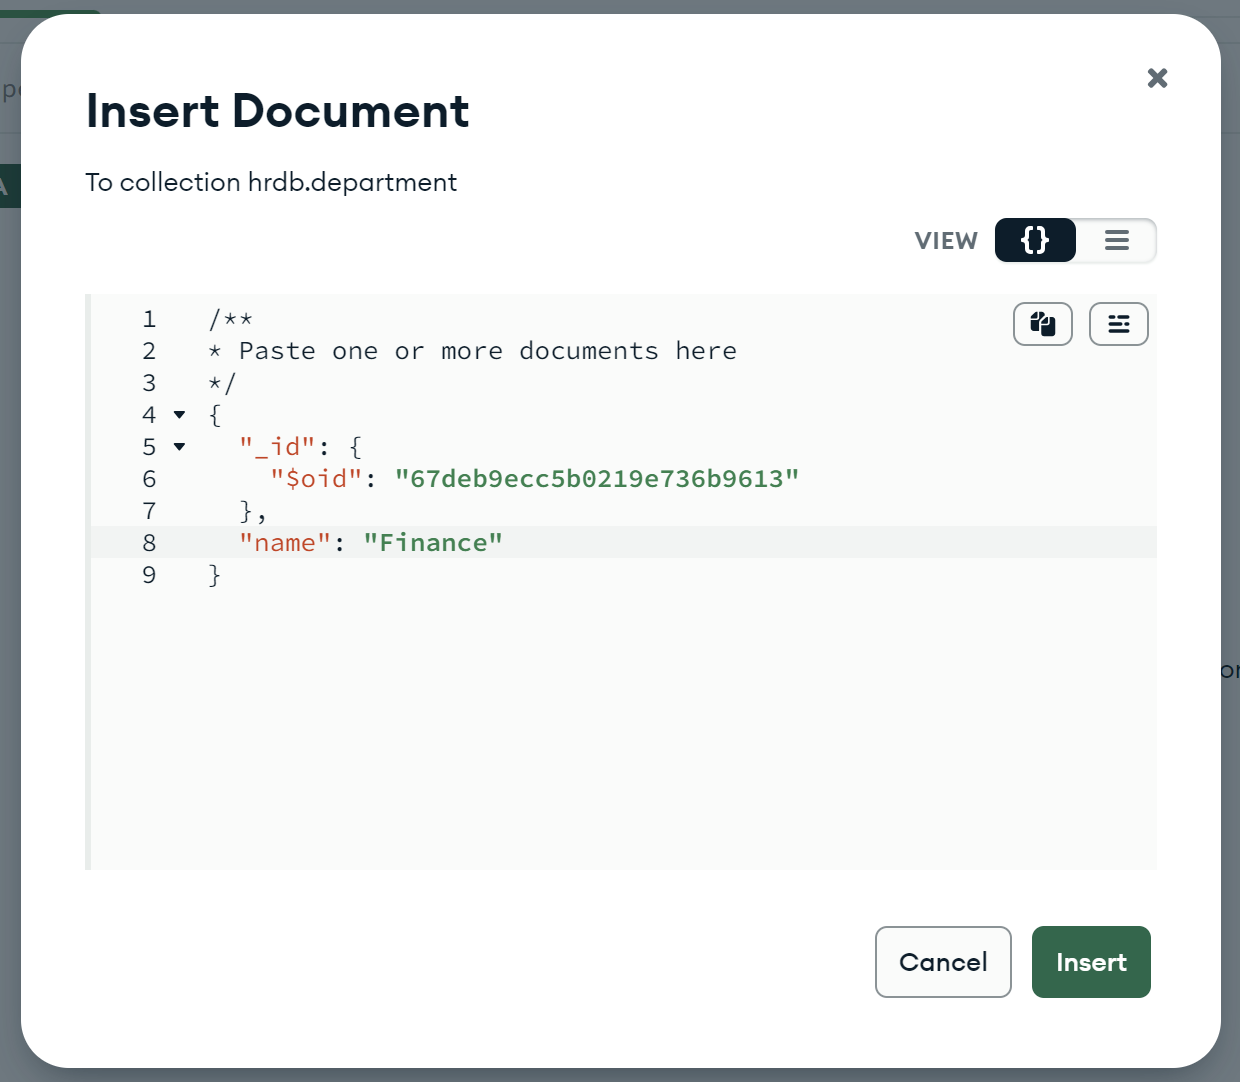 Insert Document
To collection hrdb.department
VIEW {}
1 /**
2 * Paste one or more documents here
3 */
4 {
5 "_id": {
6 "$oid": "67deb9ecc5b0219e736b9613"
7 },
8 "name": "Finance"
9 }
Cancel Insert